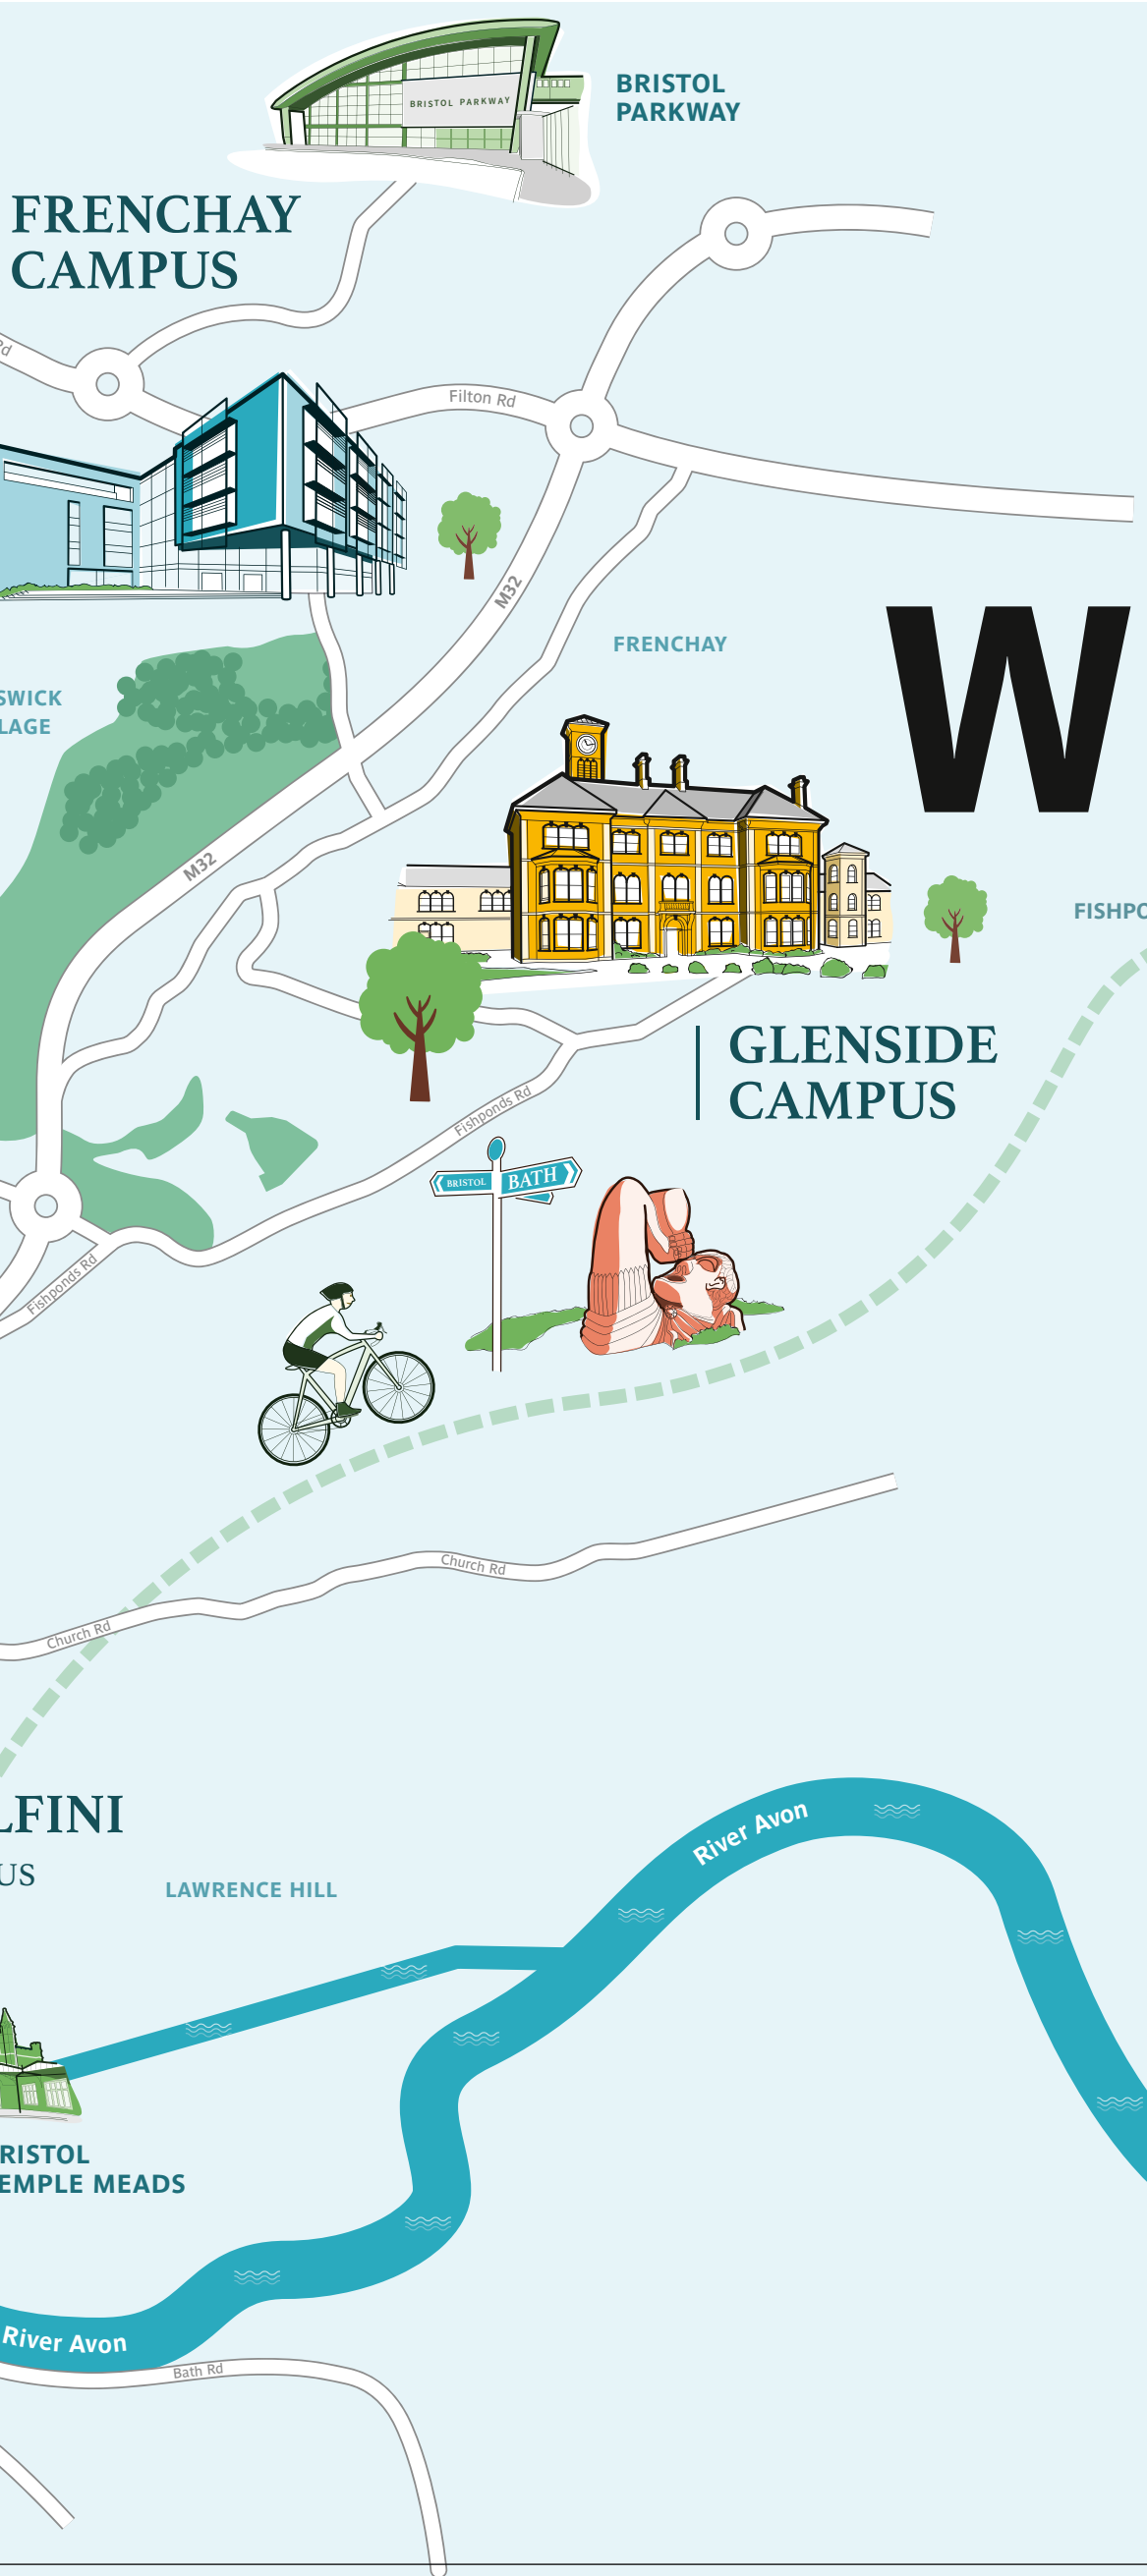 BRISTOL
PARKWAY
BRISTOL PARKWAY
FRENCHAY
CAMPUS
Rd
Filton Rd
M32
FRENCHAY
W
SWICK
LAGE
M32
FISHPO
GLENSIDE
CAMPUS
Fishponds Rd
BRISTOL
BATH
Fishponds Rd
Church Rd
Church Rd
LFINI
US
River Avon
LAWRENCE HILL
RISTOL
EMPLE MEADS
River Avon
Bath Rd